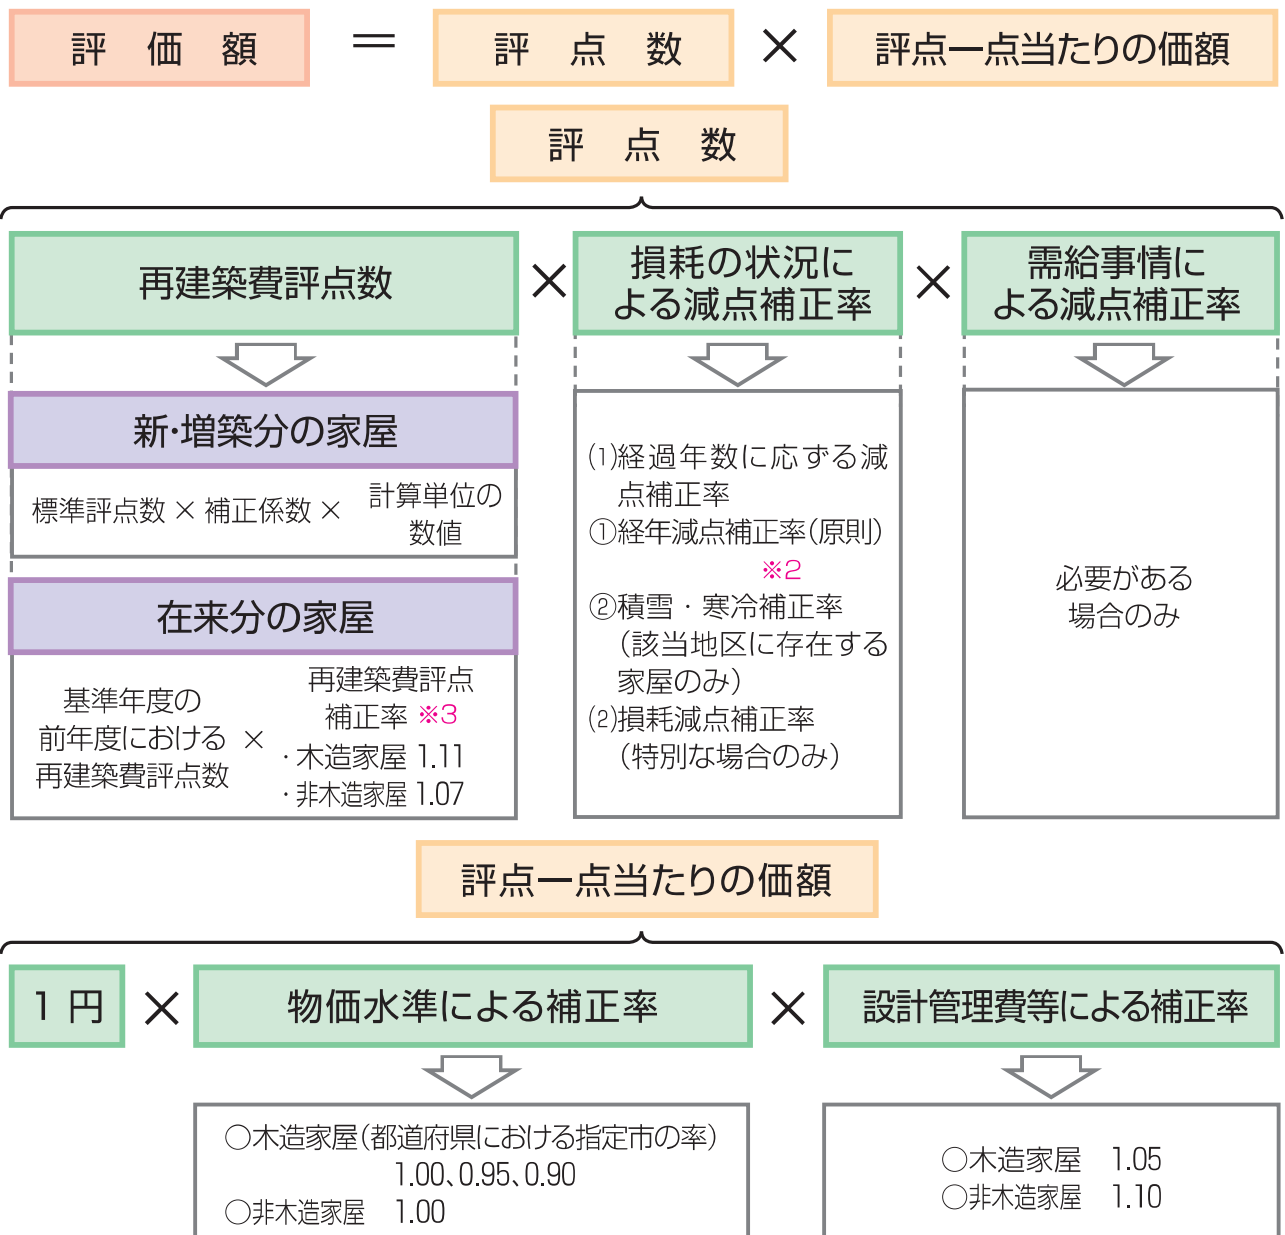 評価額 ＝ 評点数 × 評点一点当たりの価額
評点数
再建築費評点数 × 損耗の状況に
よる減点補正率 × 需給事情に
よる減点補正率
新・増築分の家屋
標準評点数 × 補正係数 × 計算単位の
数値
在来分の家屋
基準年度の
前年度における
再建築費評点数
×
再建築費評点
補正率 ※3
・木造家屋 1.11
・非木造家屋 1.07
⑴経過年数に応ずる減
点補正率
①経年減点補正率（原則）
※2
②積雪・寒冷補正率
（該当地区に存在する
家屋のみ）
⑵損耗減点補正率
（特別な場合のみ）
必要がある
場合のみ
評点一点当たりの価額
1円 × 物価水準による補正率 × 設計管理費等による補正率
○木造家屋（都道府県における指定市の率）
1.00、0.95、0.90
○非木造家屋 1.00
○木造家屋 1.05
○非木造家屋 1.10